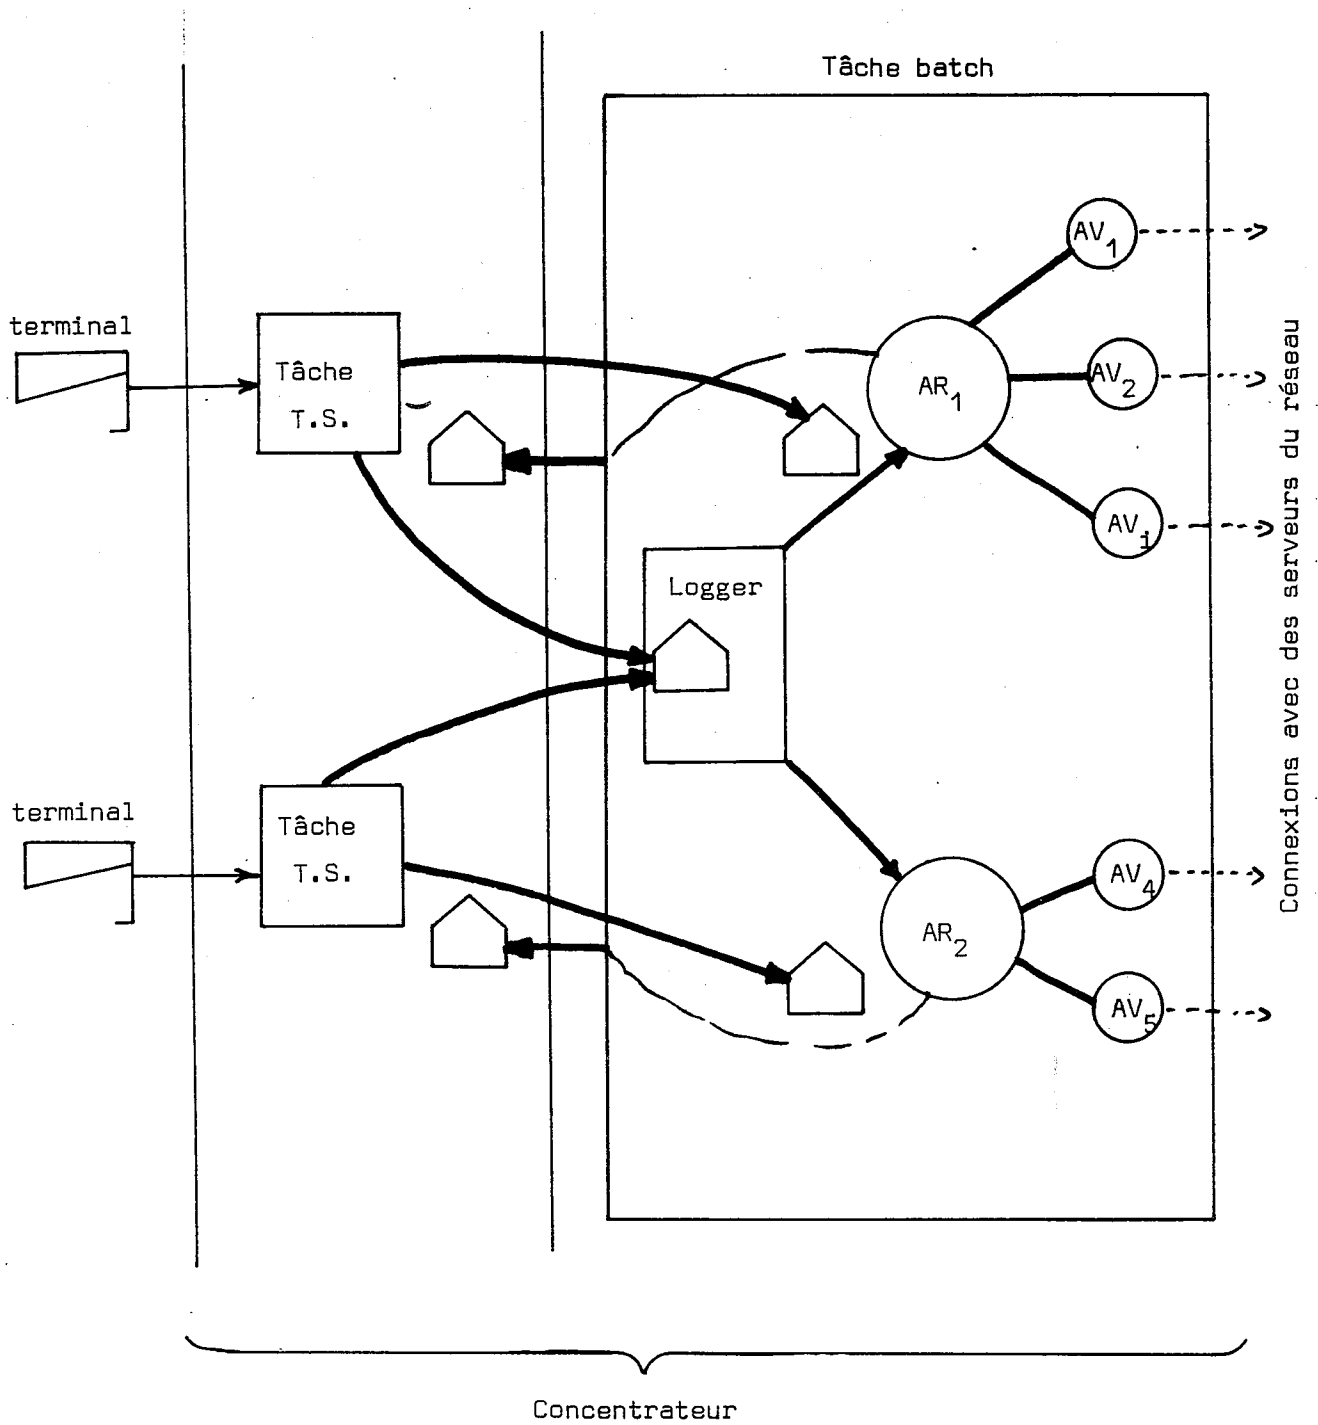 Tâche batch
AV1
terminal
Tâche
T.S.
AR1
AV2
AVi
Logger
Connexions avec des serveurs du réseau
terminal
Tâche
T.S.
AR2
AV4
AV5
Concentrateur